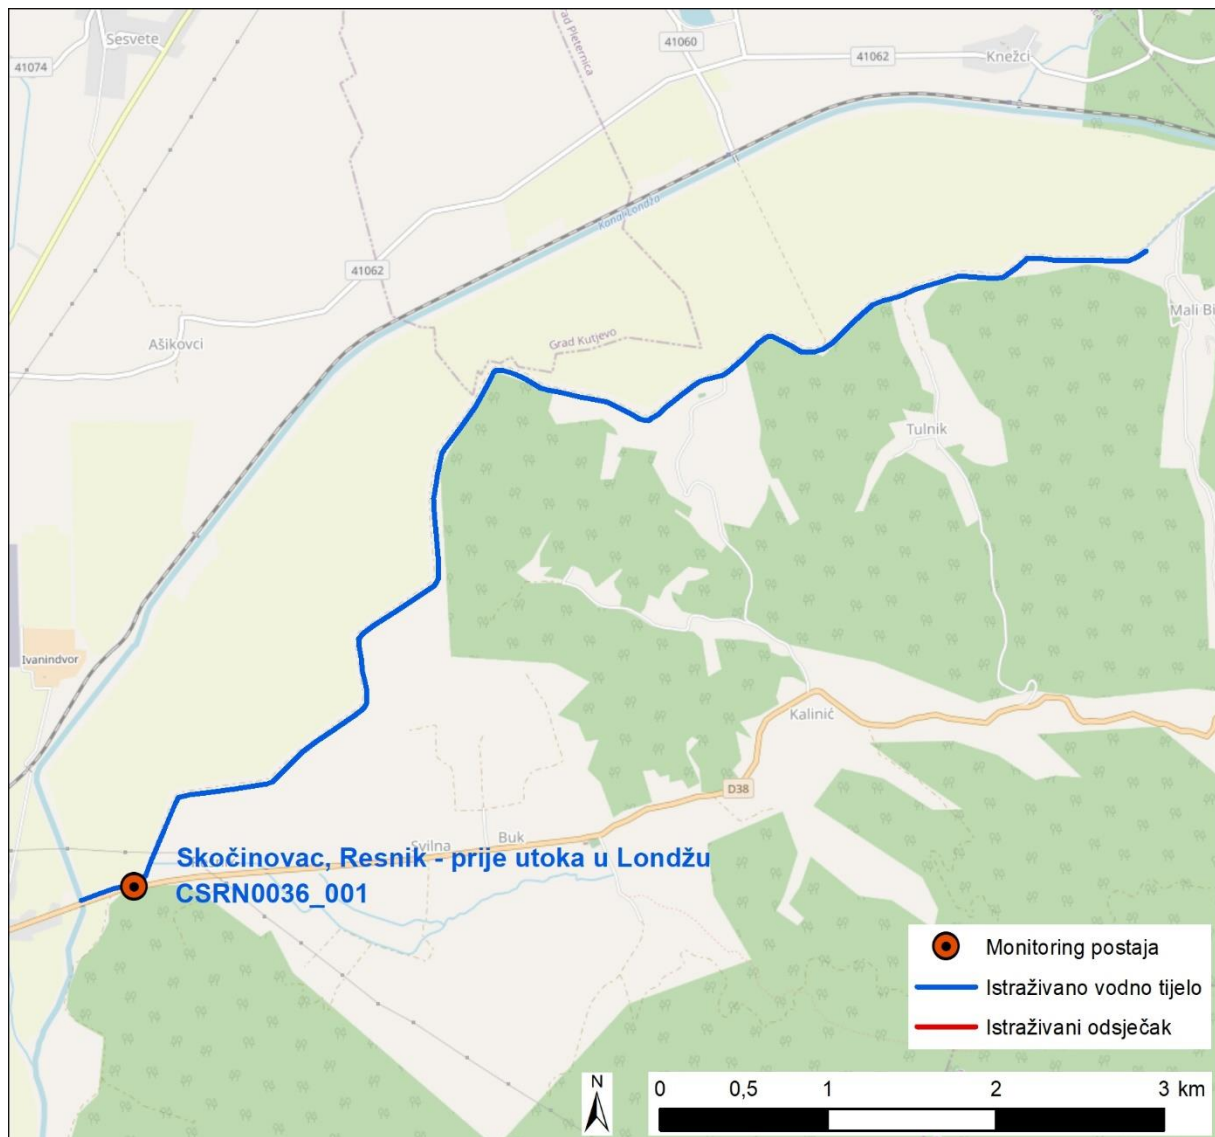 Sesvete
41074
Grad Pleternica
41060
41062
Knežci
Kanal Londža
41062
Ašikovci
Grad Kutjevo
Mali Bi
Tulnik
Ivanindvor
Kalinić
D38
Buk
Svilna
Skočinovac, Resnik - prije utoka u Londžu
CSRN0036_001
Monitoring postaja
Istraživano vodno tijelo
Istraživani odsječak
N
0 0,5 1 2 3 km